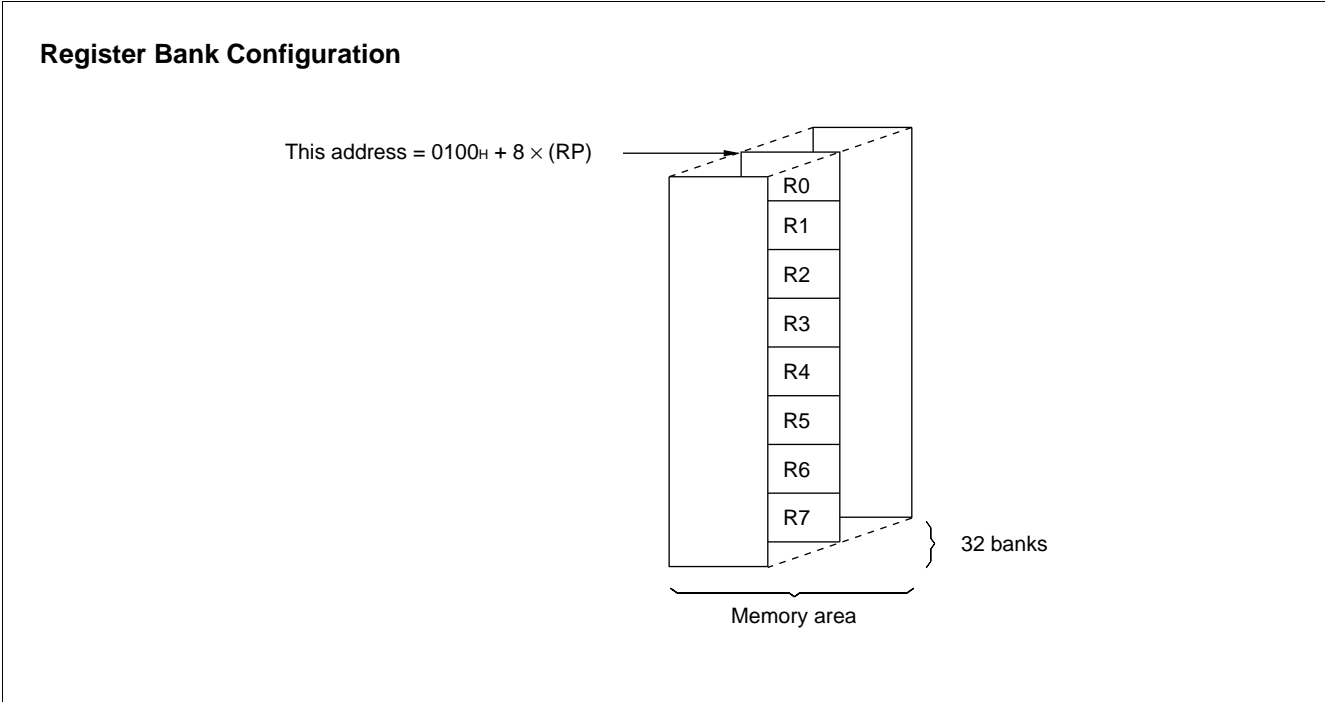 Register Bank Configuration
This address = 0100H + 8 × (RP)
R0
R1
R2
R3
R4
R5
R6
R7
32 banks
Memory area